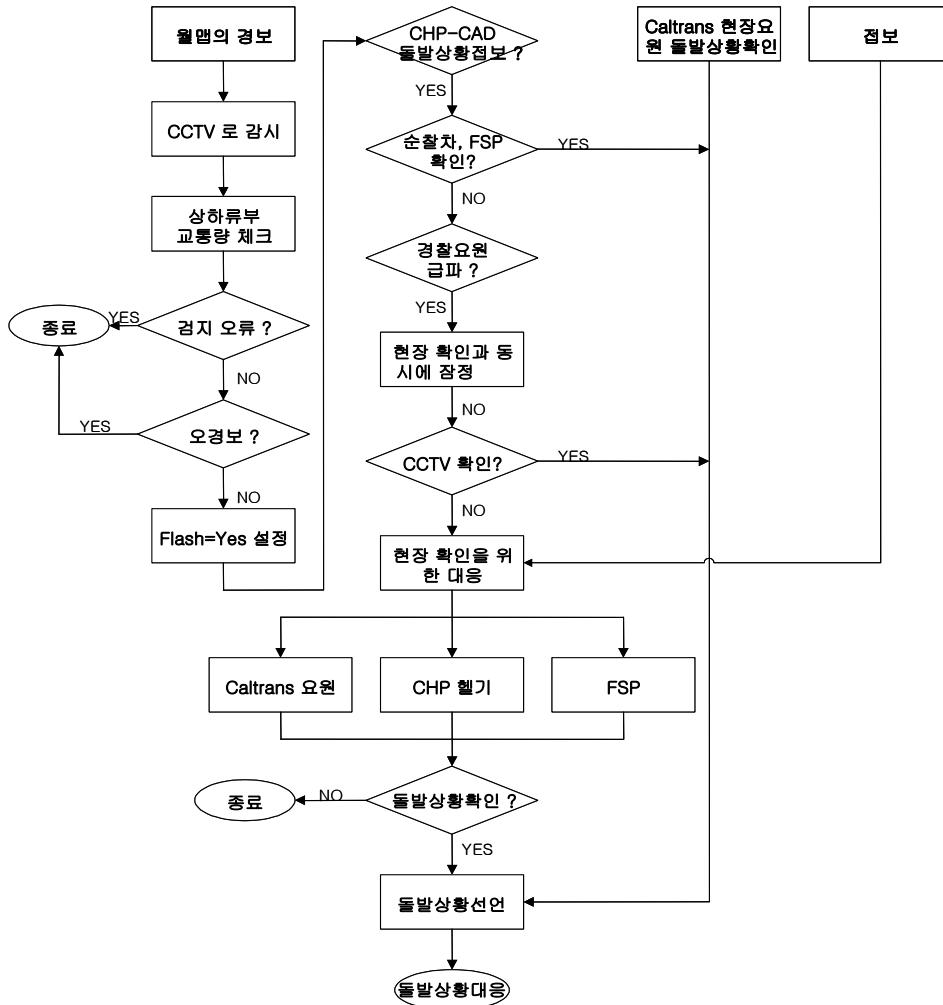 월맵의 경보
CCTV 로 감시
상하류부
교통량 체크
검지 오류 ?
YES
종료
NO
오경보 ?
YES
NO
Flash=Yes 설정
CHP-CAD
돌발상황접보 ?
YES
순찰차, FSP
확인?
YES
NO
경찰요원
급파 ?
YES
현장 확인과 동
시에 잠정
NO
CCTV 확인?
YES
NO
현장 확인을 위
한 대응
Caltrans 현장요
원 돌발상황확인
접보
Caltrans 요원
CHP 헬기
FSP
돌발상황확인 ?
NO
종료
YES
돌발상황선언
돌발상황대응